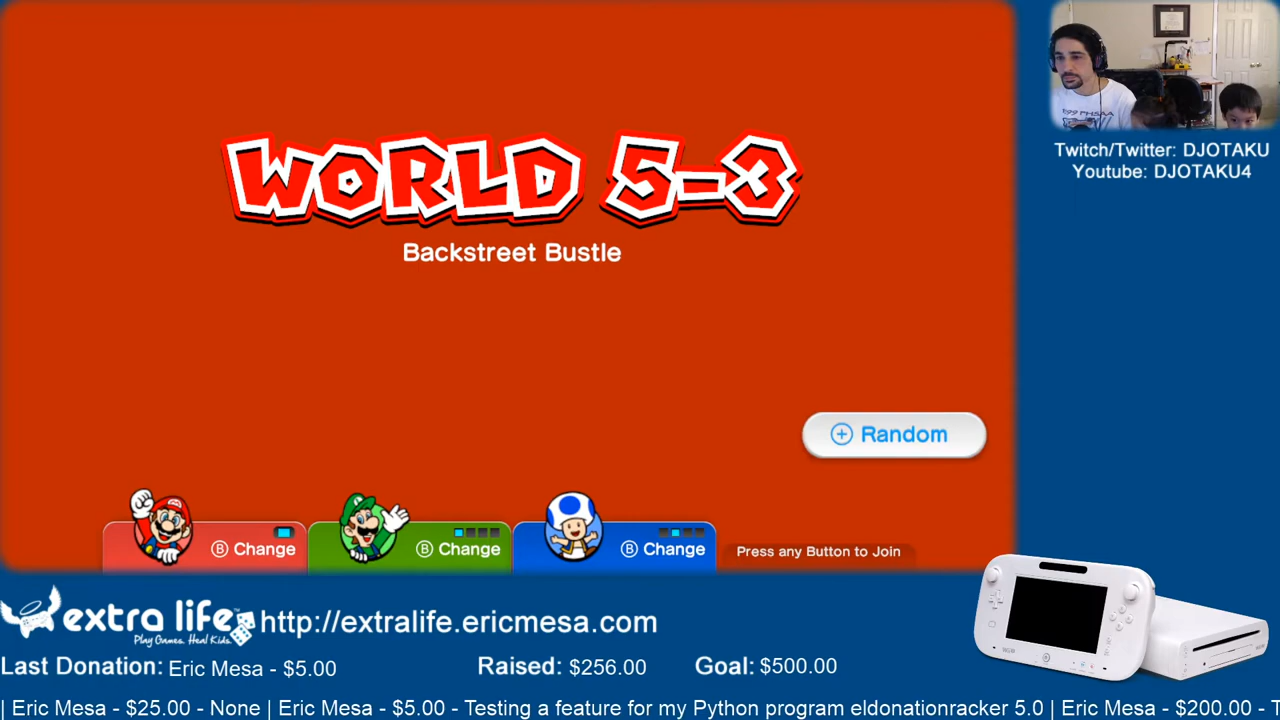 WORLD 5-3
Backstreet Bustle
+ Random
B Change
B Change
B Change
Press any Button to Join
Twitch/Twitter: DJOTAKU
Youtube: DJOTAKU4
extra life
Play Games. Heal Kids.
http://extralife.ericmesa.com
Last Donation: Eric Mesa - $5.00
Raised: $256.00
Goal: $500.00
| Eric Mesa - $25.00 - None | Eric Mesa - $5.00 - Testing a feature for my Python program eldonationracker 5.0 | Eric Mesa - $200.00 - T